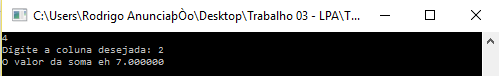 C:\Users\Rodrigo AnunciaþÒo\Desktop\Trabalho 03 - LPA\T...
4
Digite a coluna desejada: 2
O valor da soma eh 7.000000